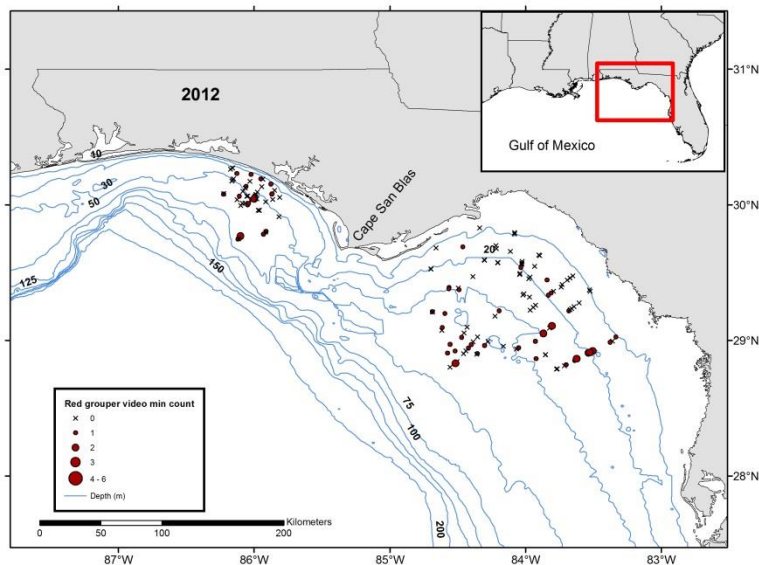 2012
Gulf of Mexico
Cape San Blas
10
30
50
125
150
20
75
100
200
Red grouper video min count
0
1
2
3
4 - 6
Depth (m)
0 50 100 200 Kilometers
31°N
30°N
29°N
28°N
87°W 86°W 85°W 84°W 83°W